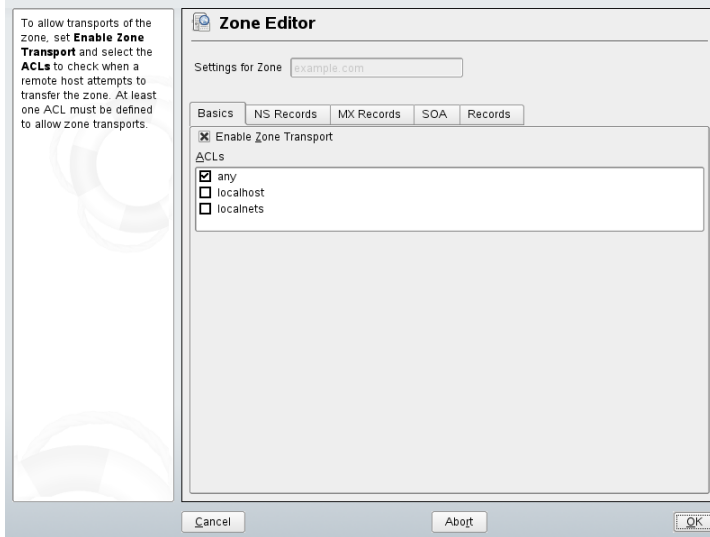 To allow transports of the
zone, set Enable Zone
Transport and select the
ACLs to check when a
remote host attempts to
transfer the zone. At least
one ACL must be defined
to allow zone transports.
Zone Editor
Settings for Zone example.com
Basics NS Records MX Records SOA Records
Enable Zone Transport
ACLs
any
localhost
localnets
Cancel Abort OK